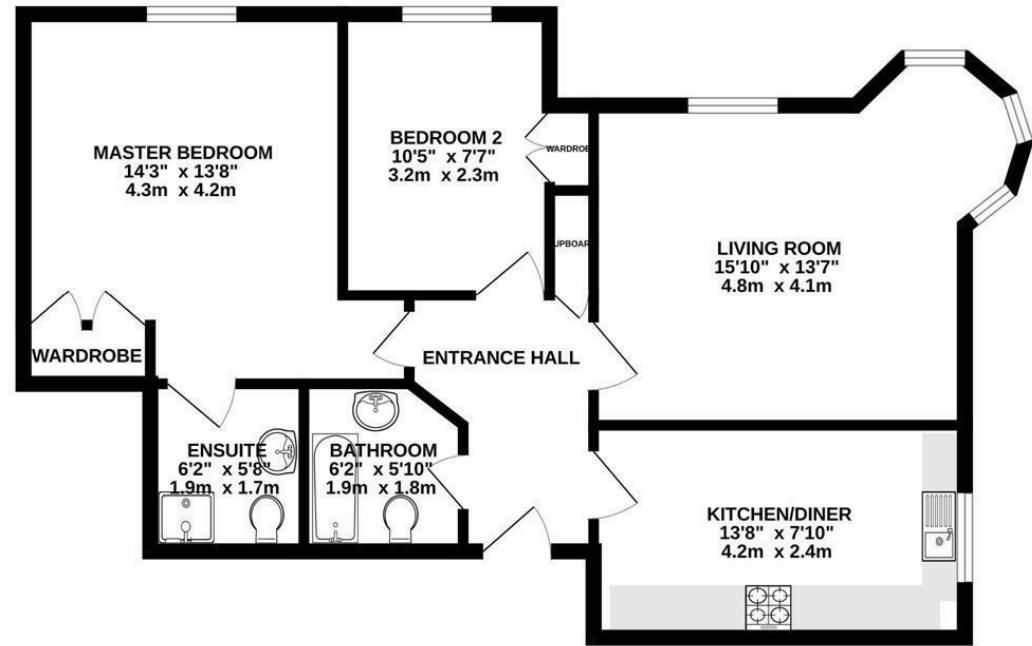 MASTER BEDROOM
14'3" x 13'8"
4.3m x 4.2m
BEDROOM 2
10'5" x 7'7"
3.2m x 2.3m
WARDROBE
UPBOAR
LIVING ROOM
15'10" x 13'7"
4.8m x 4.1m
WARDROBE
ENTRANCE HALL
ENSUITE
6'2" x 5'8"
1.9m x 1.7m
BATHROOM
6'2" x 5'10"
1.9m x 1.8m
KITCHEN/DINER
13'8" x 7'10"
4.2m x 2.4m